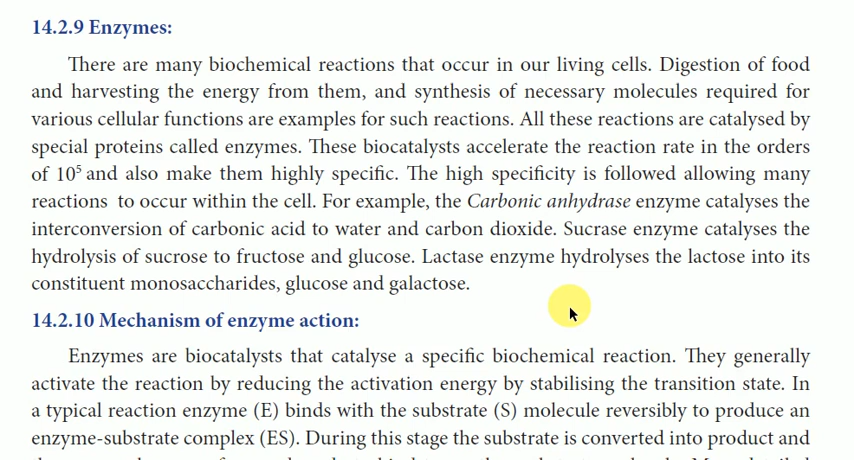 14.2.9 Enzymes:
There are many biochemical reactions that occur in our living cells. Digestion of food
and harvesting the energy from them, and synthesis of necessary molecules required for
various cellular functions are examples for such reactions. All these reactions are catalysed by
special proteins called enzymes. These biocatalysts accelerate the reaction rate in the orders
of 10⁵ and also make them highly specific. The high specificity is followed allowing many
reactions to occur within the cell. For example, the Carbonic anhydrase enzyme catalyses the
interconversion of carbonic acid to water and carbon dioxide. Sucrase enzyme catalyses the
hydrolysis of sucrose to fructose and glucose. Lactase enzyme hydrolyses the lactose into its
constituent monosaccharides, glucose and galactose.
14.2.10 Mechanism of enzyme action:
Enzymes are biocatalysts that catalyse a specific biochemical reaction. They generally
activate the reaction by reducing the activation energy by stabilising the transition state. In
a typical reaction enzyme (E) binds with the substrate (S) molecule reversibly to produce an
enzyme-substrate complex (ES). During this stage the substrate is converted into product and